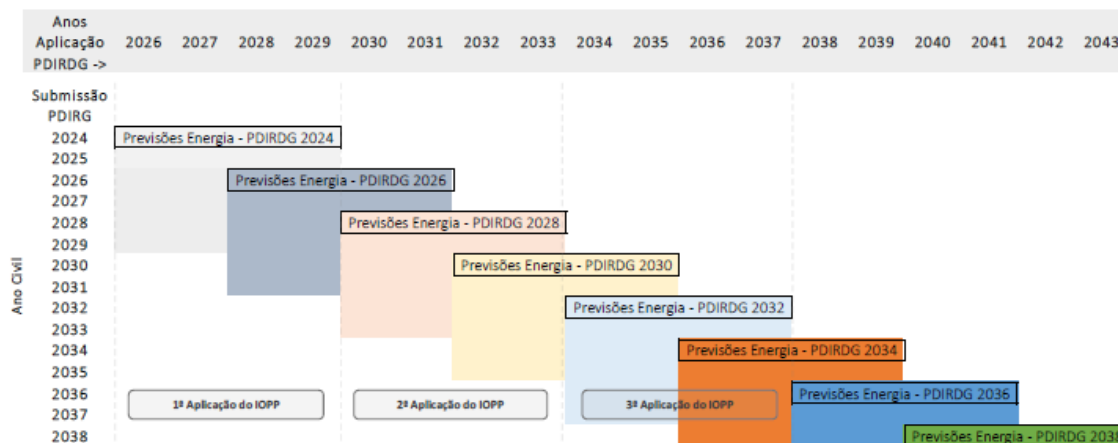 Anos
Aplicação
PDIRDG ->
2026 2027 2028 2029 2030 2031 2032 2033 2034 2035 2036 2037 2038 2039 2040 2041 2042 2043
Submissão
PDIRG
Ano Civil
2024 Previsões Energia - PDIRDG 2024
2025
2026 Previsões Energia - PDIRDG 2026
2027
2028 Previsões Energia - PDIRDG 2028
2029
2030 Previsões Energia - PDIRDG 2030
2031
2032 Previsões Energia - PDIRDG 2032
2033
2034 Previsões Energia - PDIRDG 2034
2035
2036 Previsões Energia - PDIRDG 2036
1ª Aplicação do IOPP 2ª Aplicação do IOPP 3ª Aplicação do IOPP
2037
2038 Previsões Energia - PDIRDG